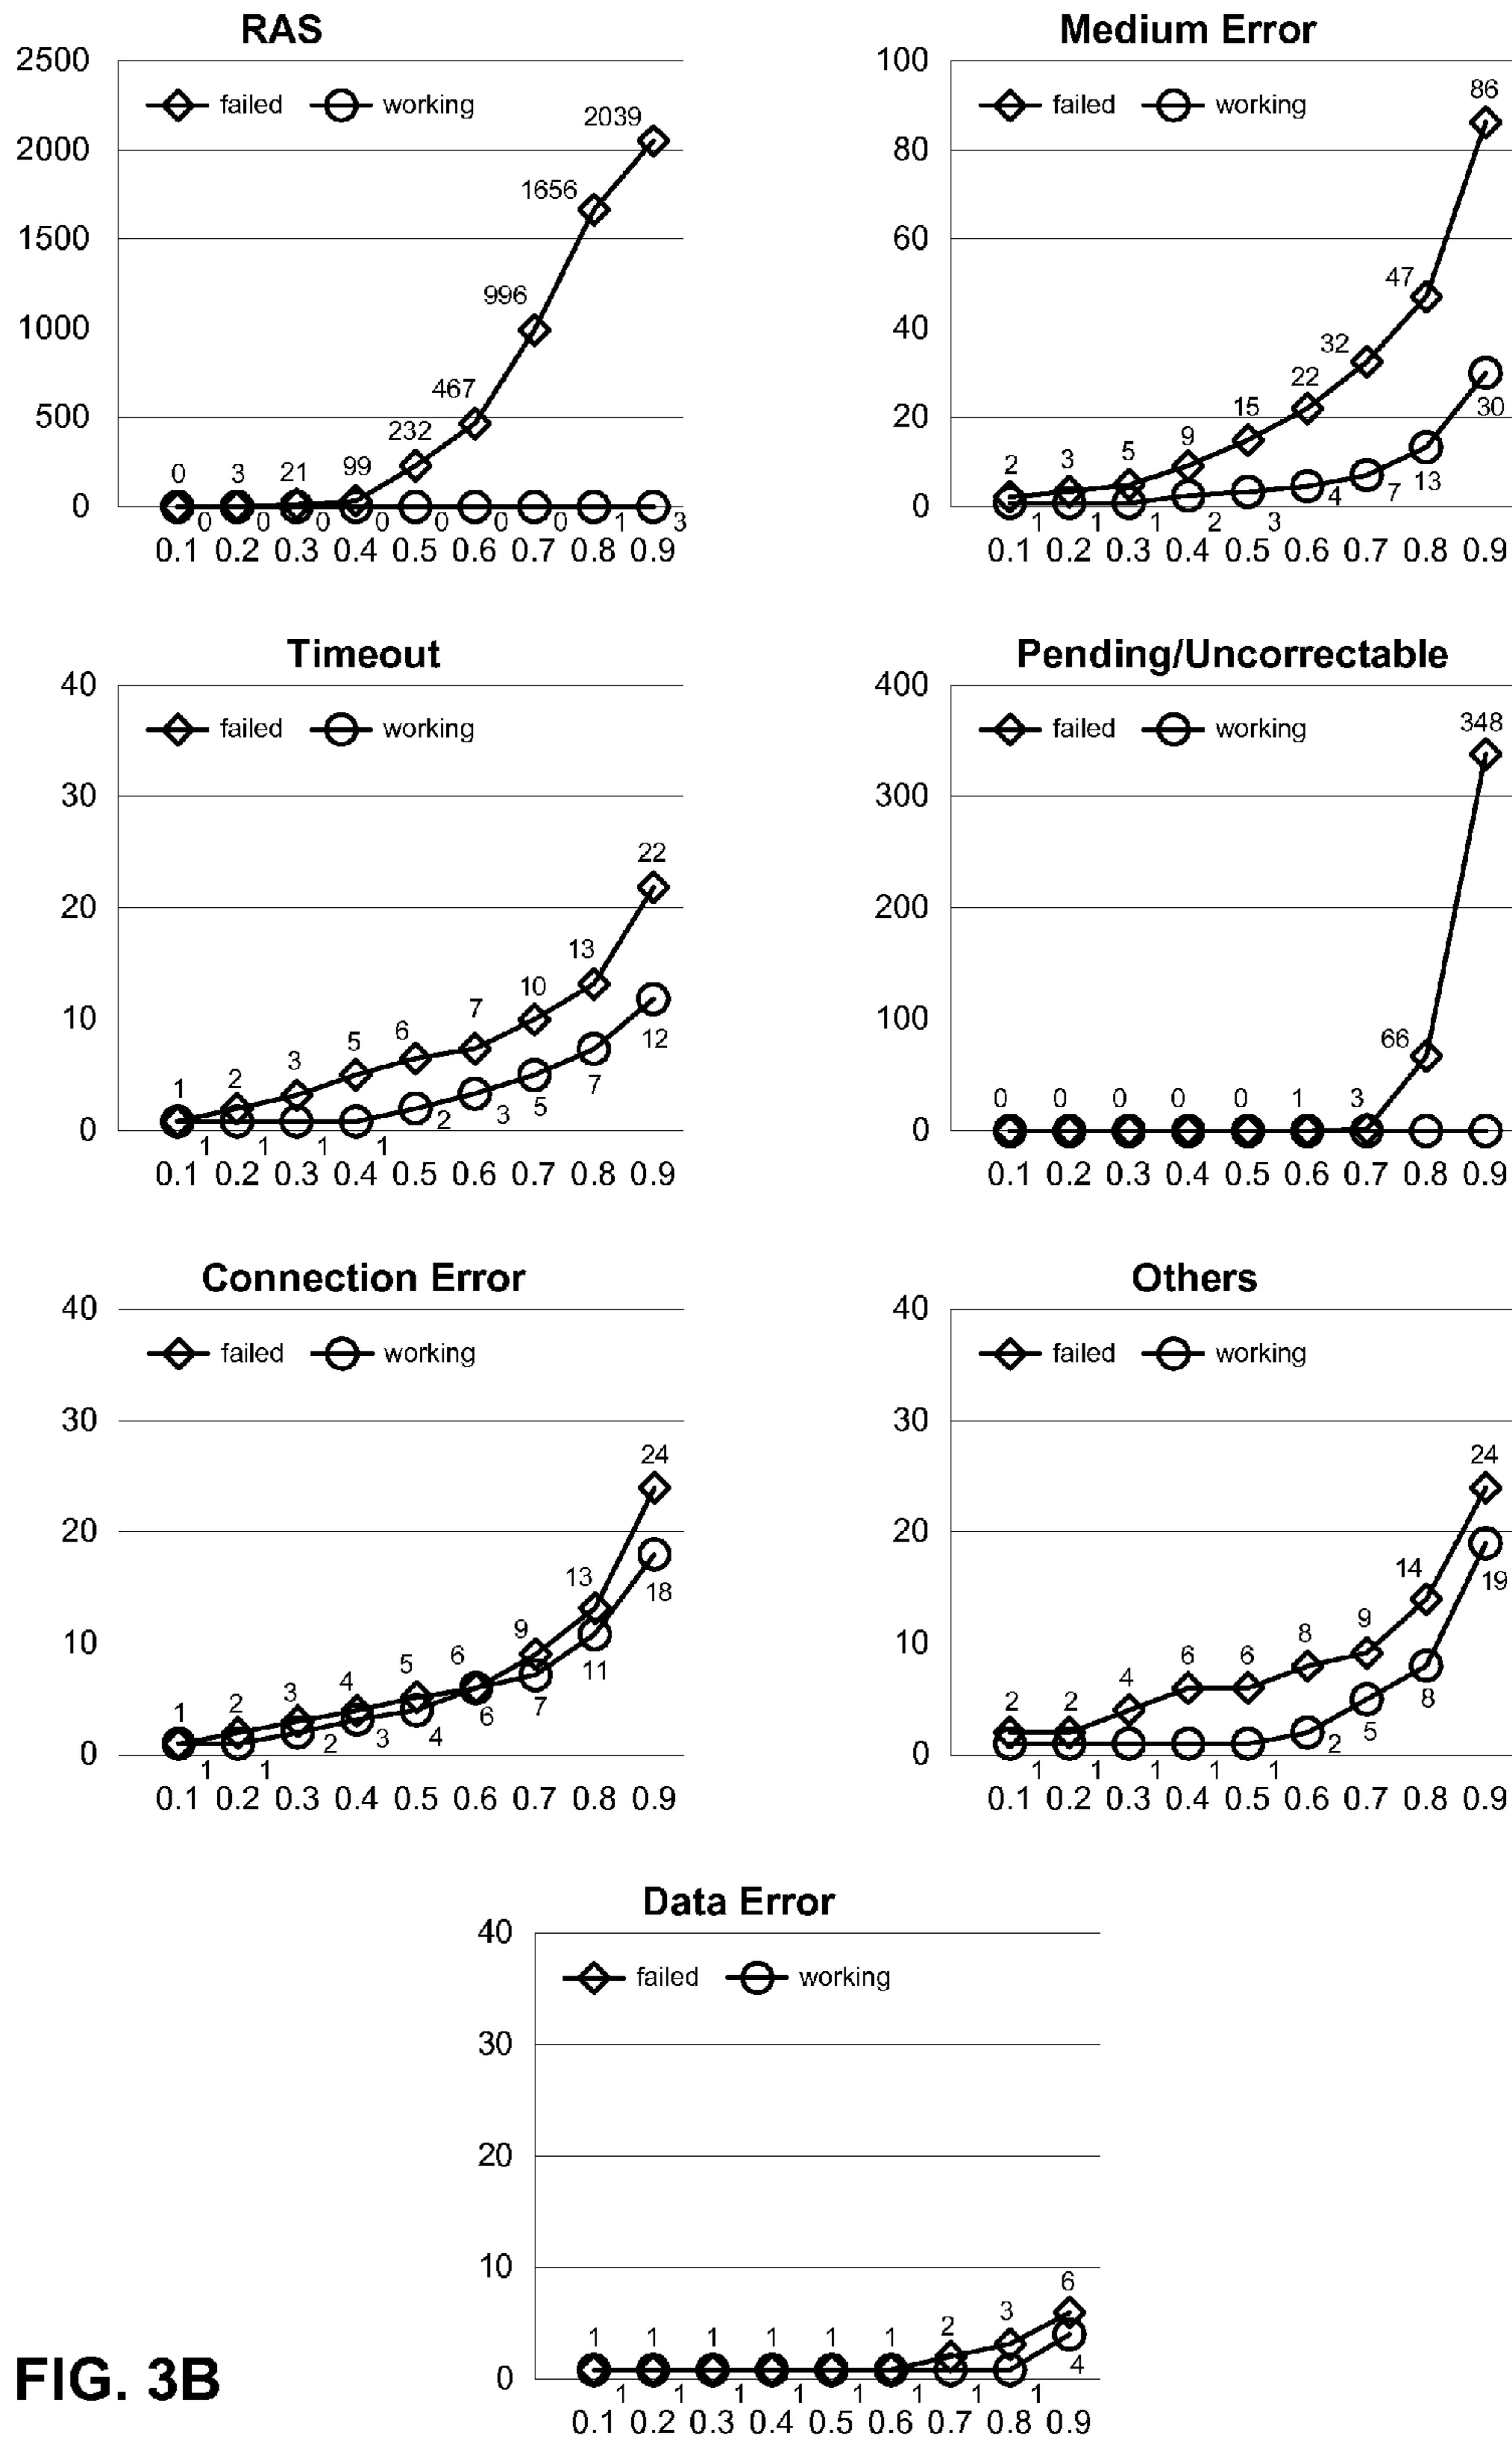 RAS
2500
2000
1500
1000
500
0
failed working
0 3 21 99 232 467 996 1656 2039
0 0 0 0 0 0 0 1 3
0.1 0.2 0.3 0.4 0.5 0.6 0.7 0.8 0.9
Medium Error
100
80
60
40
20
0
failed working
2 3 5 9 15 22 32 47 86
1 1 1 2 3 4 7 13 30
0.1 0.2 0.3 0.4 0.5 0.6 0.7 0.8 0.9
Timeout
40
30
20
10
0
failed working
1 2 3 5 6 7 10 13 22
1 1 1 1 2 3 5 7 12
0.1 0.2 0.3 0.4 0.5 0.6 0.7 0.8 0.9
Pending/Uncorrectable
400
300
200
100
0
failed working
0 0 0 0 0 1 3 66 348
0.1 0.2 0.3 0.4 0.5 0.6 0.7 0.8 0.9
Connection Error
40
30
20
10
0
failed working
1 2 3 4 5 6 9 13 24
1 1 2 3 4 6 7 11 18
0.1 0.2 0.3 0.4 0.5 0.6 0.7 0.8 0.9
Others
40
30
20
10
0
failed working
2 2 4 6 6 8 9 14 24
1 1 1 1 1 2 5 8 19
0.1 0.2 0.3 0.4 0.5 0.6 0.7 0.8 0.9
Data Error
40
30
20
10
0
failed working
1 1 1 1 1 1 2 3 6
1 1 1 1 1 1 1 1 4
0.1 0.2 0.3 0.4 0.5 0.6 0.7 0.8 0.9
FIG. 3B